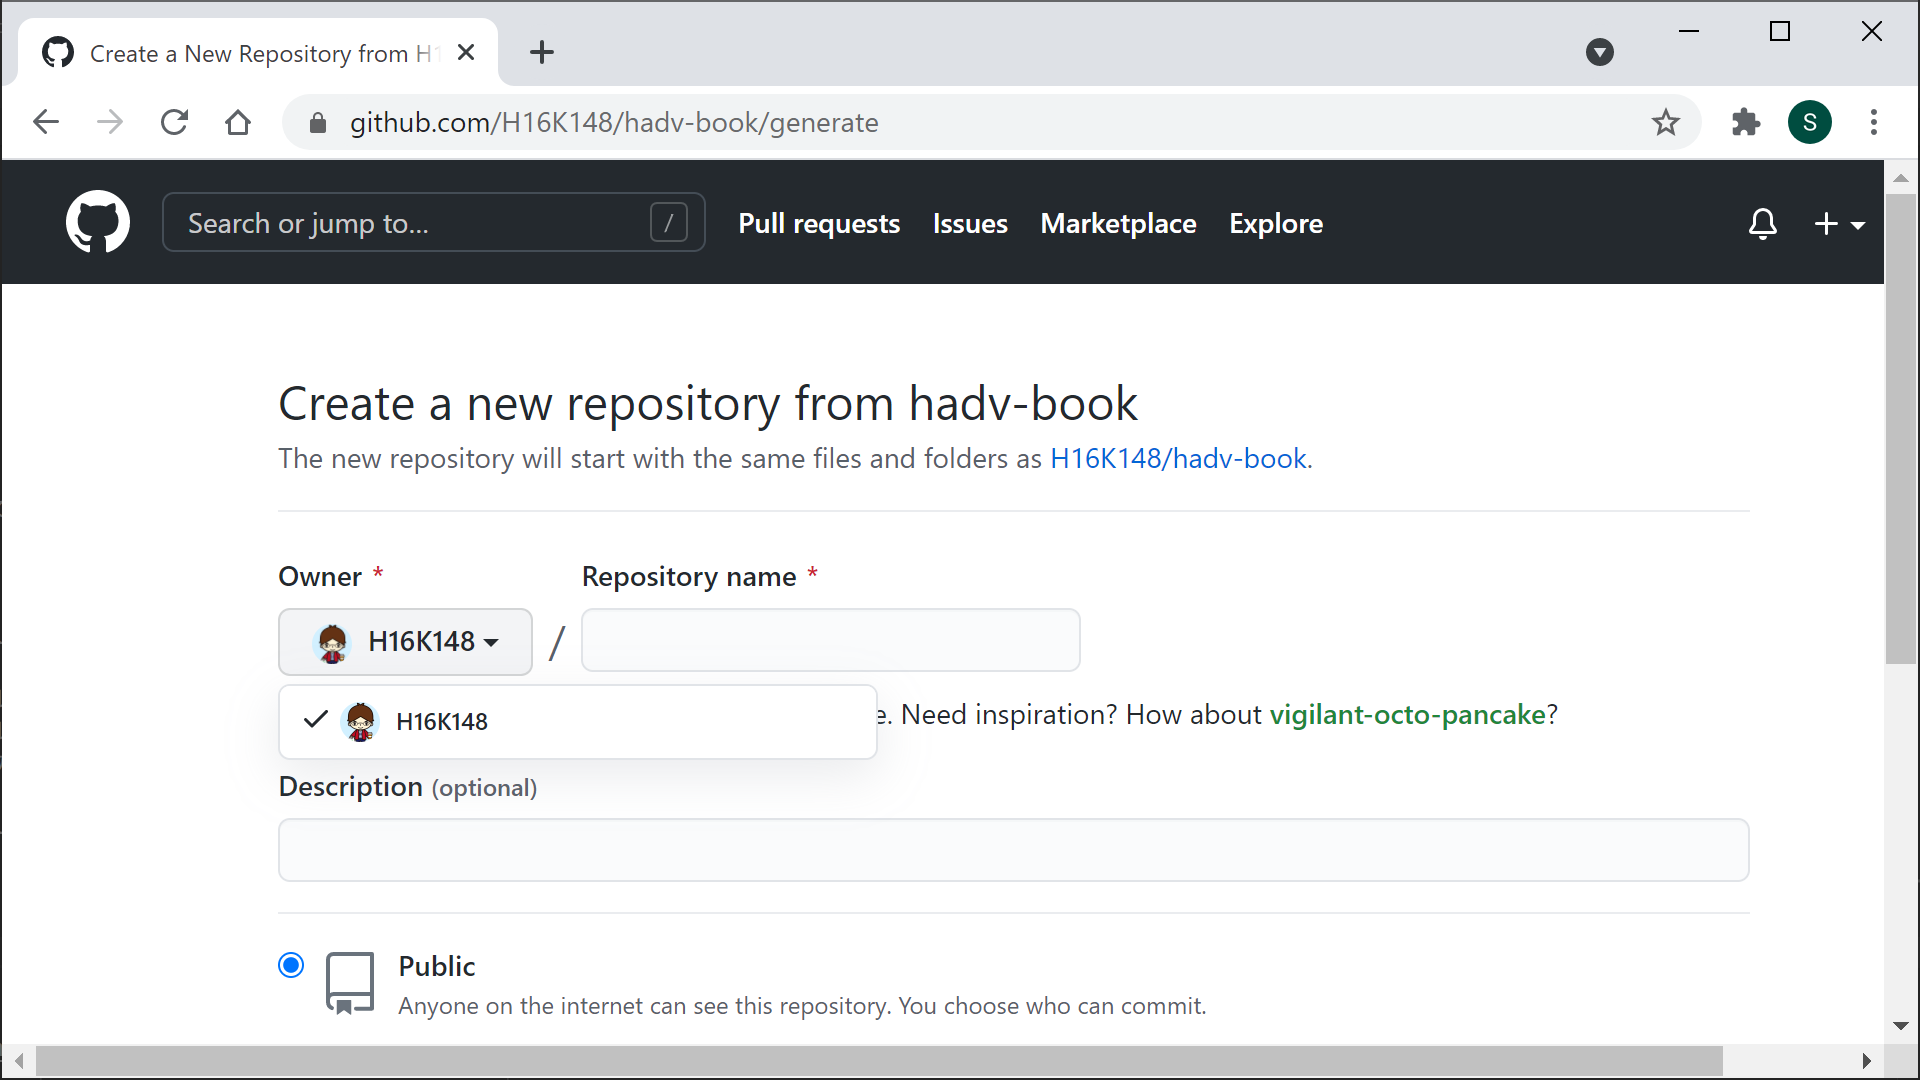 Create a New Repository from H1
github.com/H16K148/hadv-book/generate
S
Search or jump to... /
Pull requests Issues Marketplace Explore
Create a new repository from hadv-book
The new repository will start with the same files and folders as H16K148/hadv-book.
Owner * Repository name *
H16K148 /
H16K148
e. Need inspiration? How about vigilant-octo-pancake?
Description (optional)
Public
Anyone on the internet can see this repository. You choose who can commit.